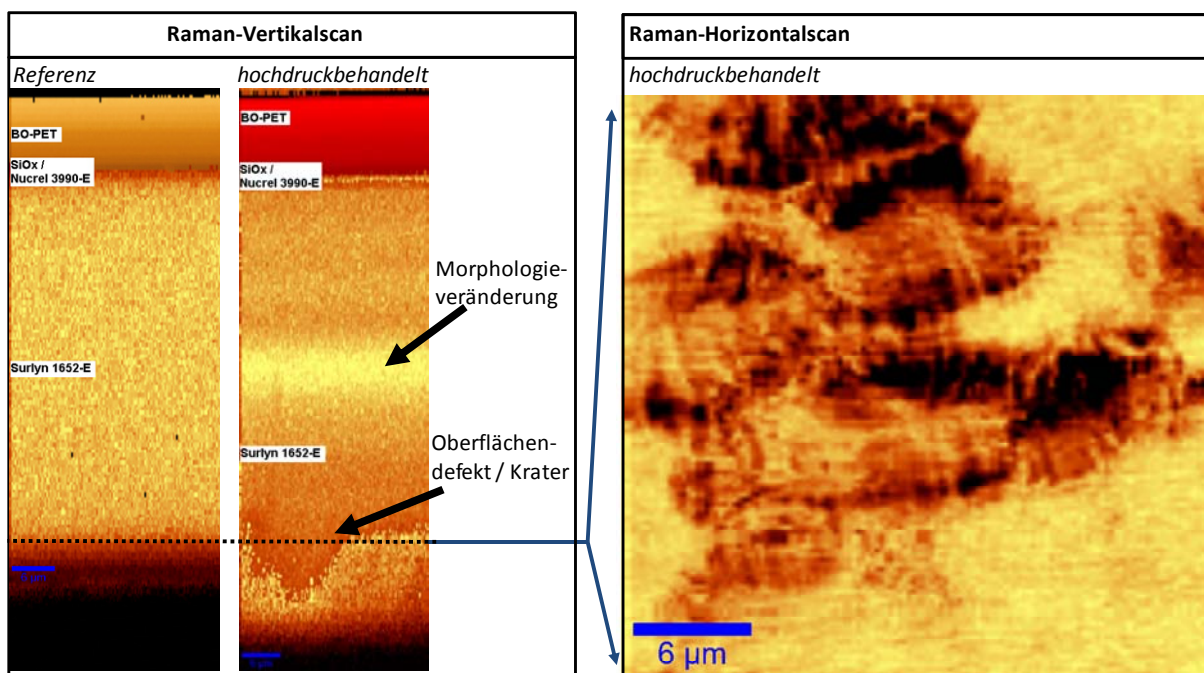 Raman-Vertikalscan
Referenz
hochdruckbehandelt
BO-PET
SiOx /
Nucrel 3990-E
Surlyn 1652-E
BO-PET
SiOx /
Nucrel 3990-E
Surlyn 1652-E
Morphologie-
veränderung
Oberflächen-
defekt / Krater
Raman-Horizontalscan
hochdruckbehandelt
6 µm